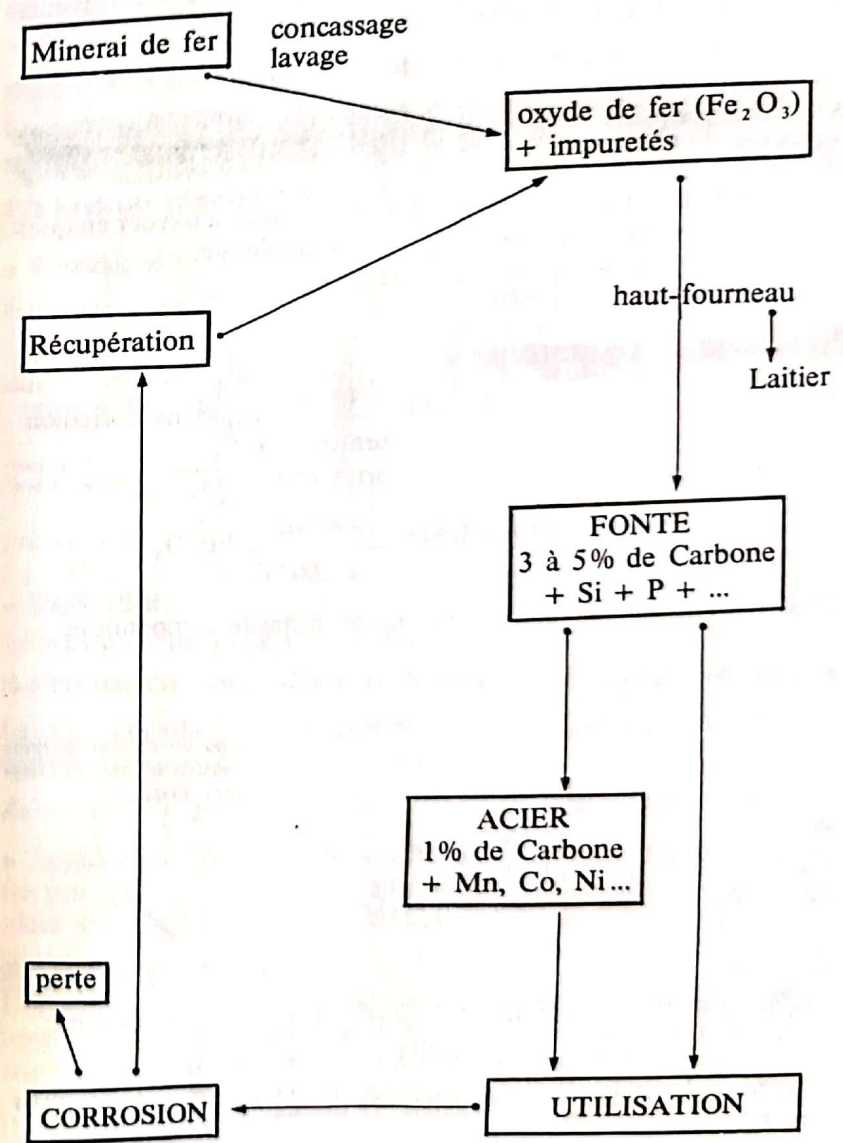 Minerai de fer
concassage
lavage
oxyde de fer (Fe₂O₃)
+ impuretés
haut-fourneau
Laitier
Récupération
FONTE
3 à 5% de Carbone
+ Si + P + ...
ACIER
1% de Carbone
+ Mn, Co, Ni...
perte
CORROSION
UTILISATION